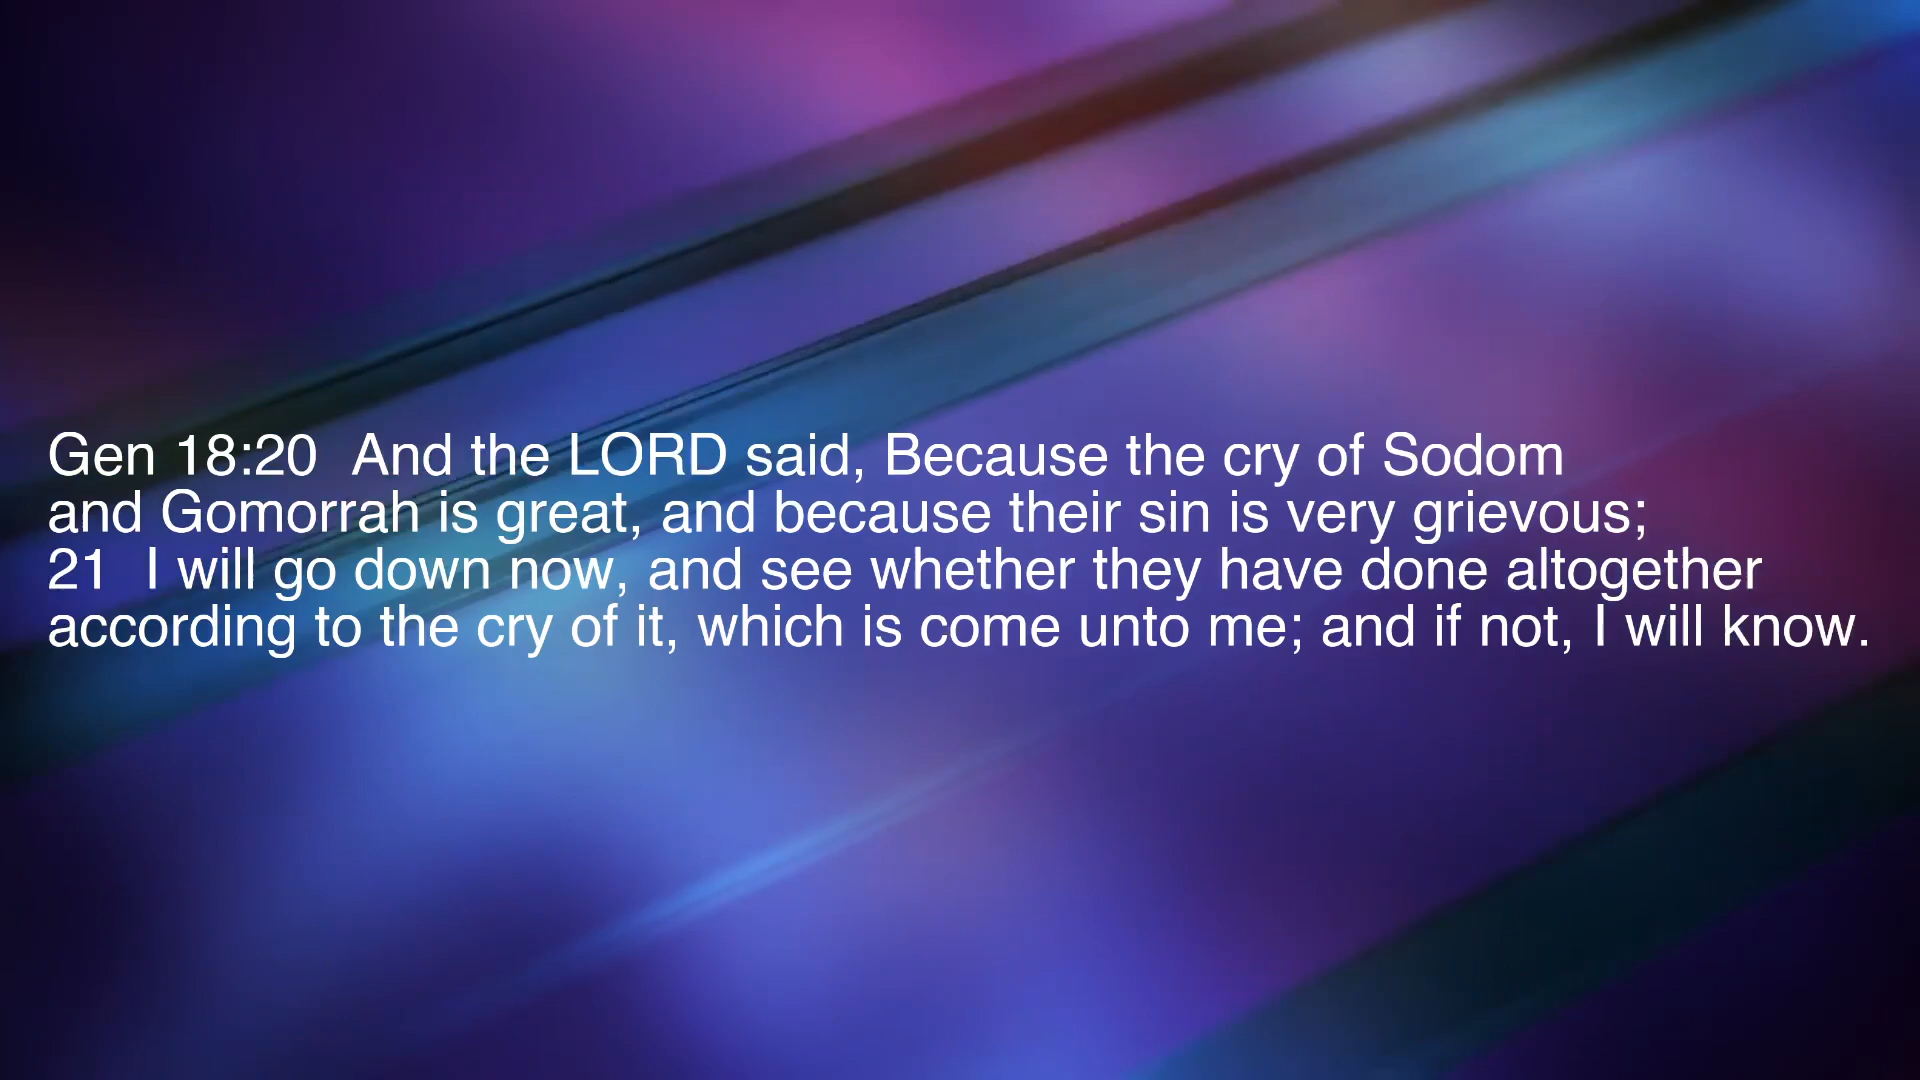 Gen 18:20  And the LORD said, Because the cry of Sodom
and Gomorrah is great, and because their sin is very grievous;
21  I will go down now, and see whether they have done altogether
according to the cry of it, which is come unto me; and if not, I will know.